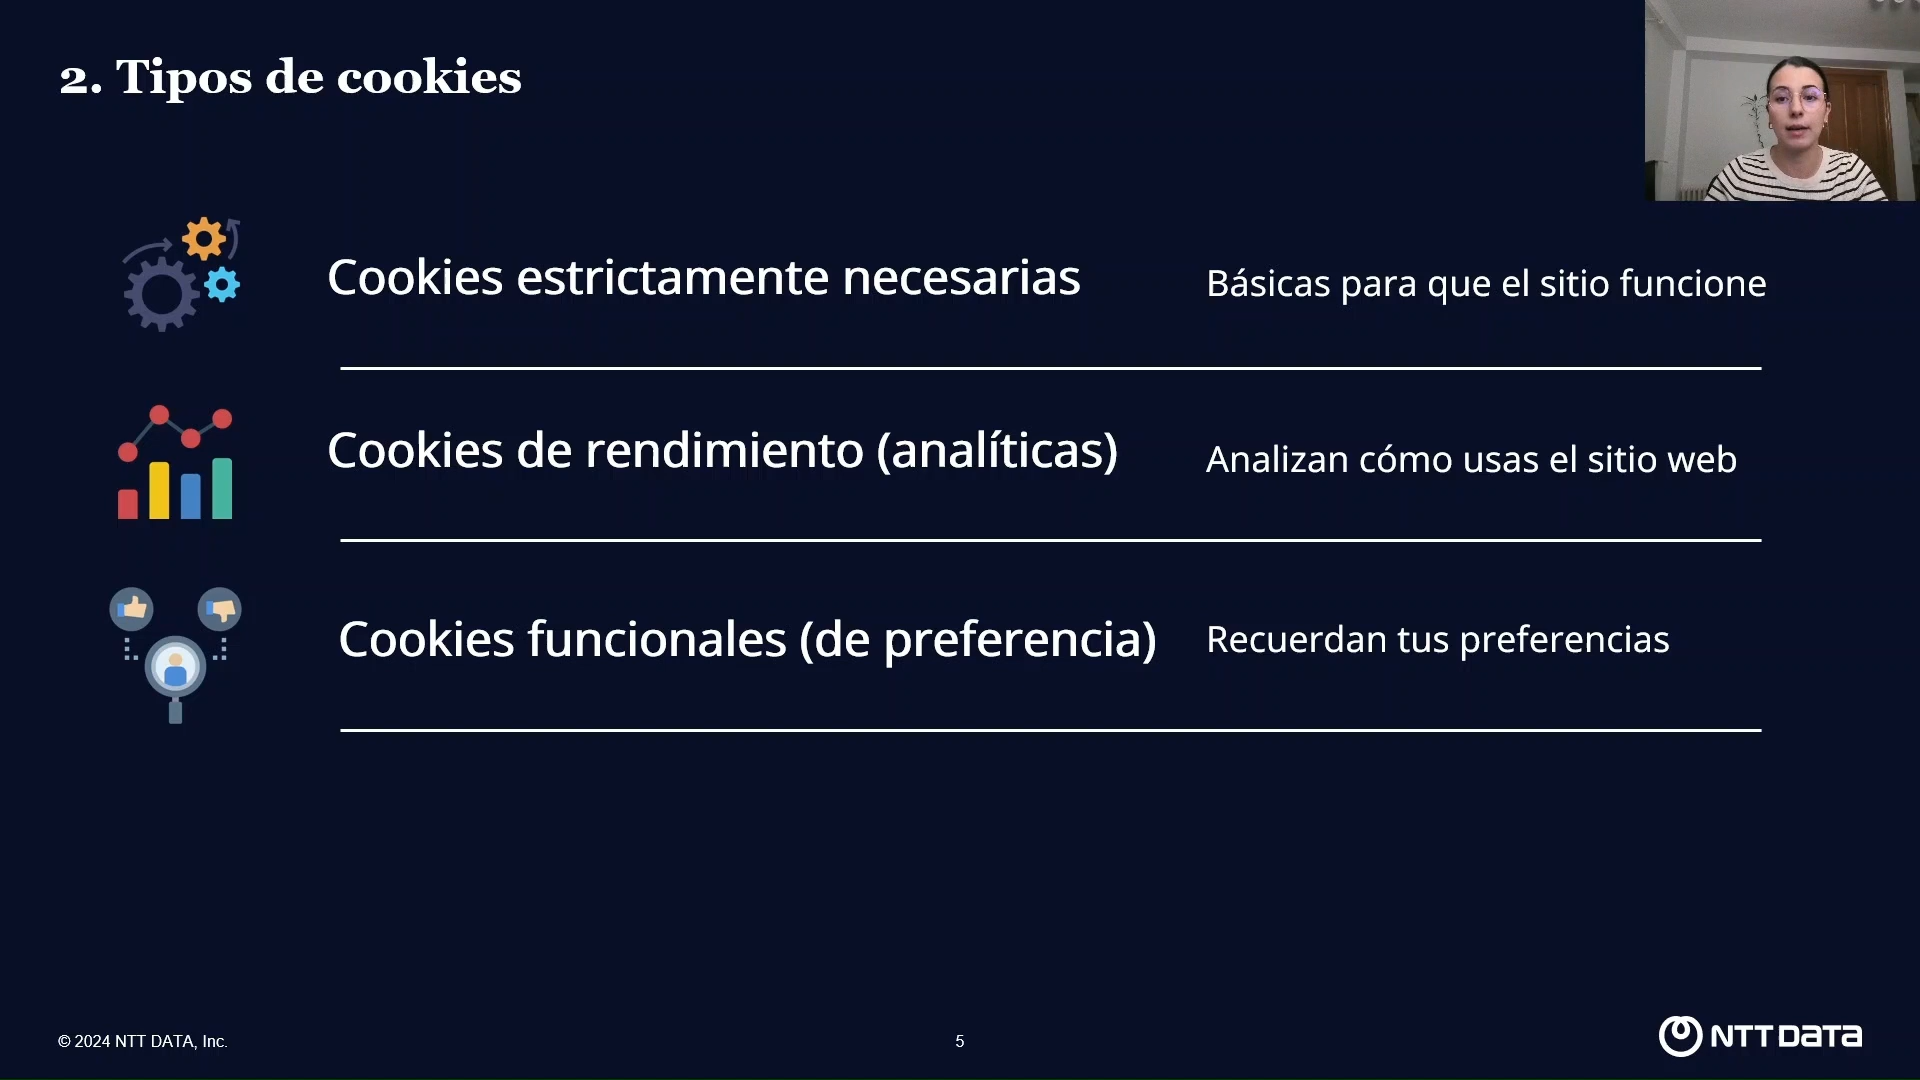 2. Tipos de cookies
Cookies estrictamente necesarias
Básicas para que el sitio funcione
Cookies de rendimiento (analíticas)
Analizan cómo usas el sitio web
Cookies funcionales (de preferencia)
Recuerdan tus preferencias
© 2024 NTT DATA, Inc.
5
NTT DATA